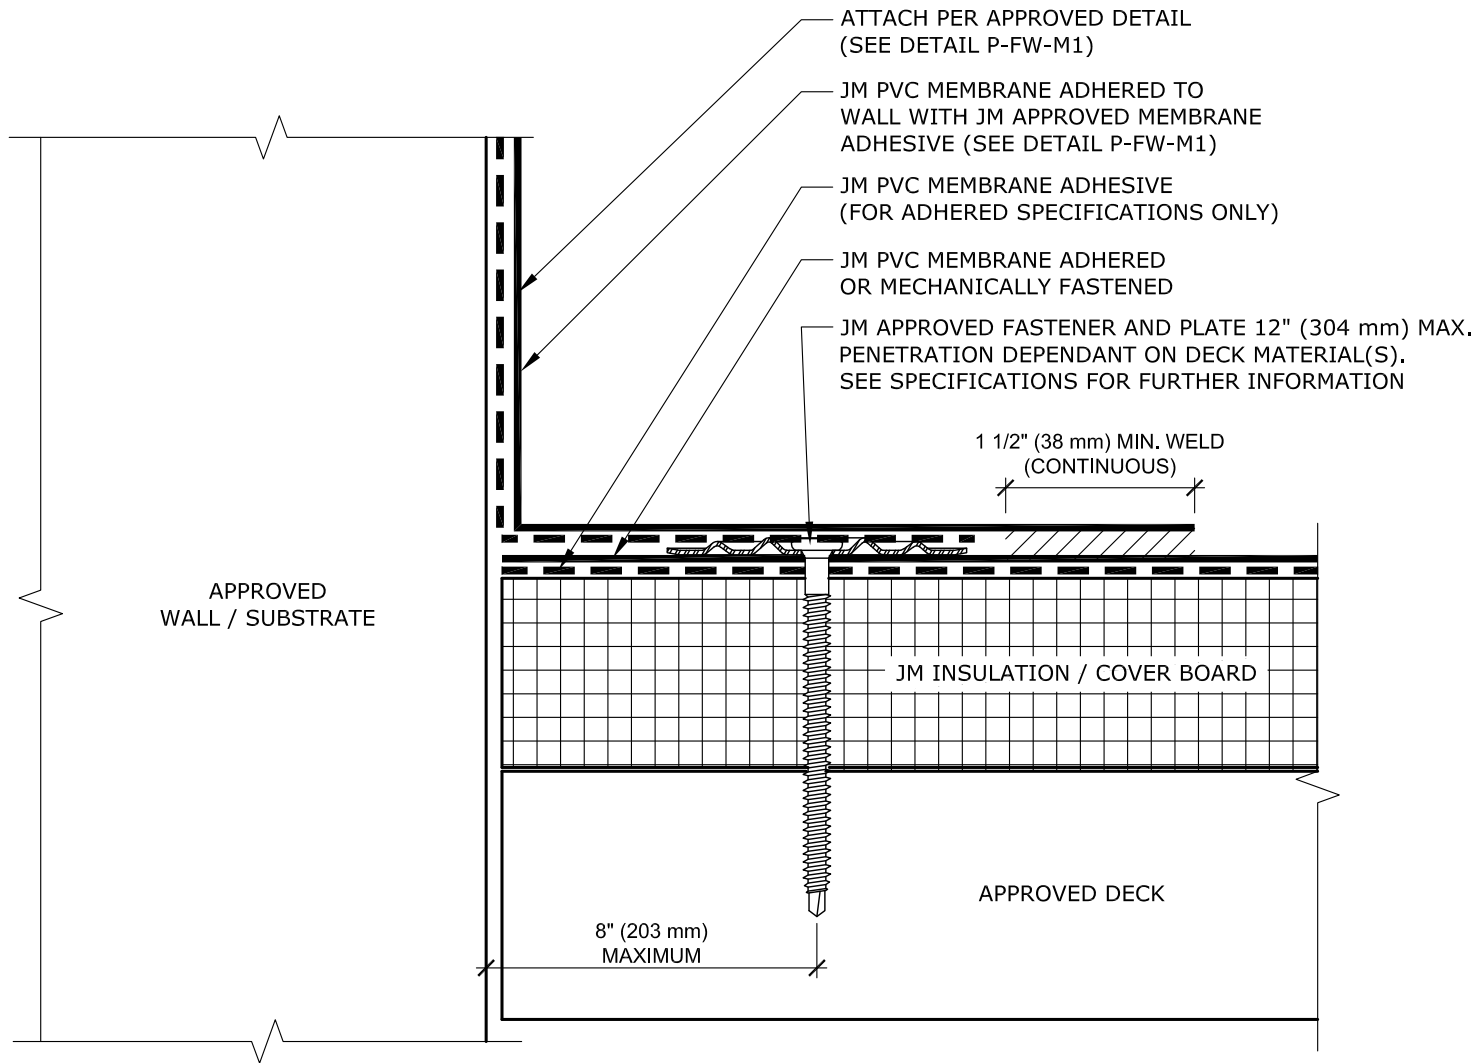 ATTACH PER APPROVED DETAIL
(SEE DETAIL P-FW-M1)
JM PVC MEMBRANE ADHERED TO
WALL WITH JM APPROVED MEMBRANE
ADHESIVE (SEE DETAIL P-FW-M1)
JM PVC MEMBRANE ADHESIVE
(FOR ADHERED SPECIFICATIONS ONLY)
JM PVC MEMBRANE ADHERED
OR MECHANICALLY FASTENED
JM APPROVED FASTENER AND PLATE 12" (304 mm) MAX.
PENETRATION DEPENDANT ON DECK MATERIAL(S).
SEE SPECIFICATIONS FOR FURTHER INFORMATION
1 1/2" (38 mm) MIN. WELD
(CONTINUOUS)
APPROVED
WALL / SUBSTRATE
JM INSULATION / COVER BOARD
APPROVED DECK
8" (203 mm)
MAXIMUM